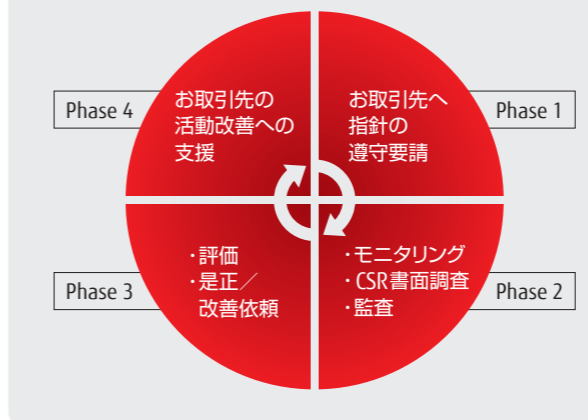 Phase 1
お取引先へ
指針の
遵守要請
Phase 2
・モニタリング
・CSR書面調査
・監査
Phase 3
・評価
・是正／
改善依頼
Phase 4
お取引先の
活動改善への
支援